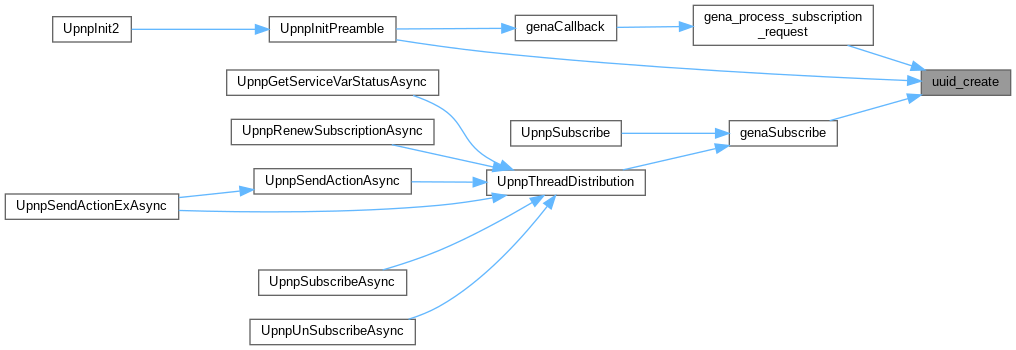 gena_process_subscription
_request
UpnpInit2
UpnpInitPreamble
genaCallback
uuid_create
UpnpGetServiceVarStatusAsync
UpnpRenewSubscriptionAsync
UpnpSubscribe
genaSubscribe
UpnpSendActionAsync
UpnpThreadDistribution
UpnpSendActionExAsync
UpnpSubscribeAsync
UpnpUnSubscribeAsync